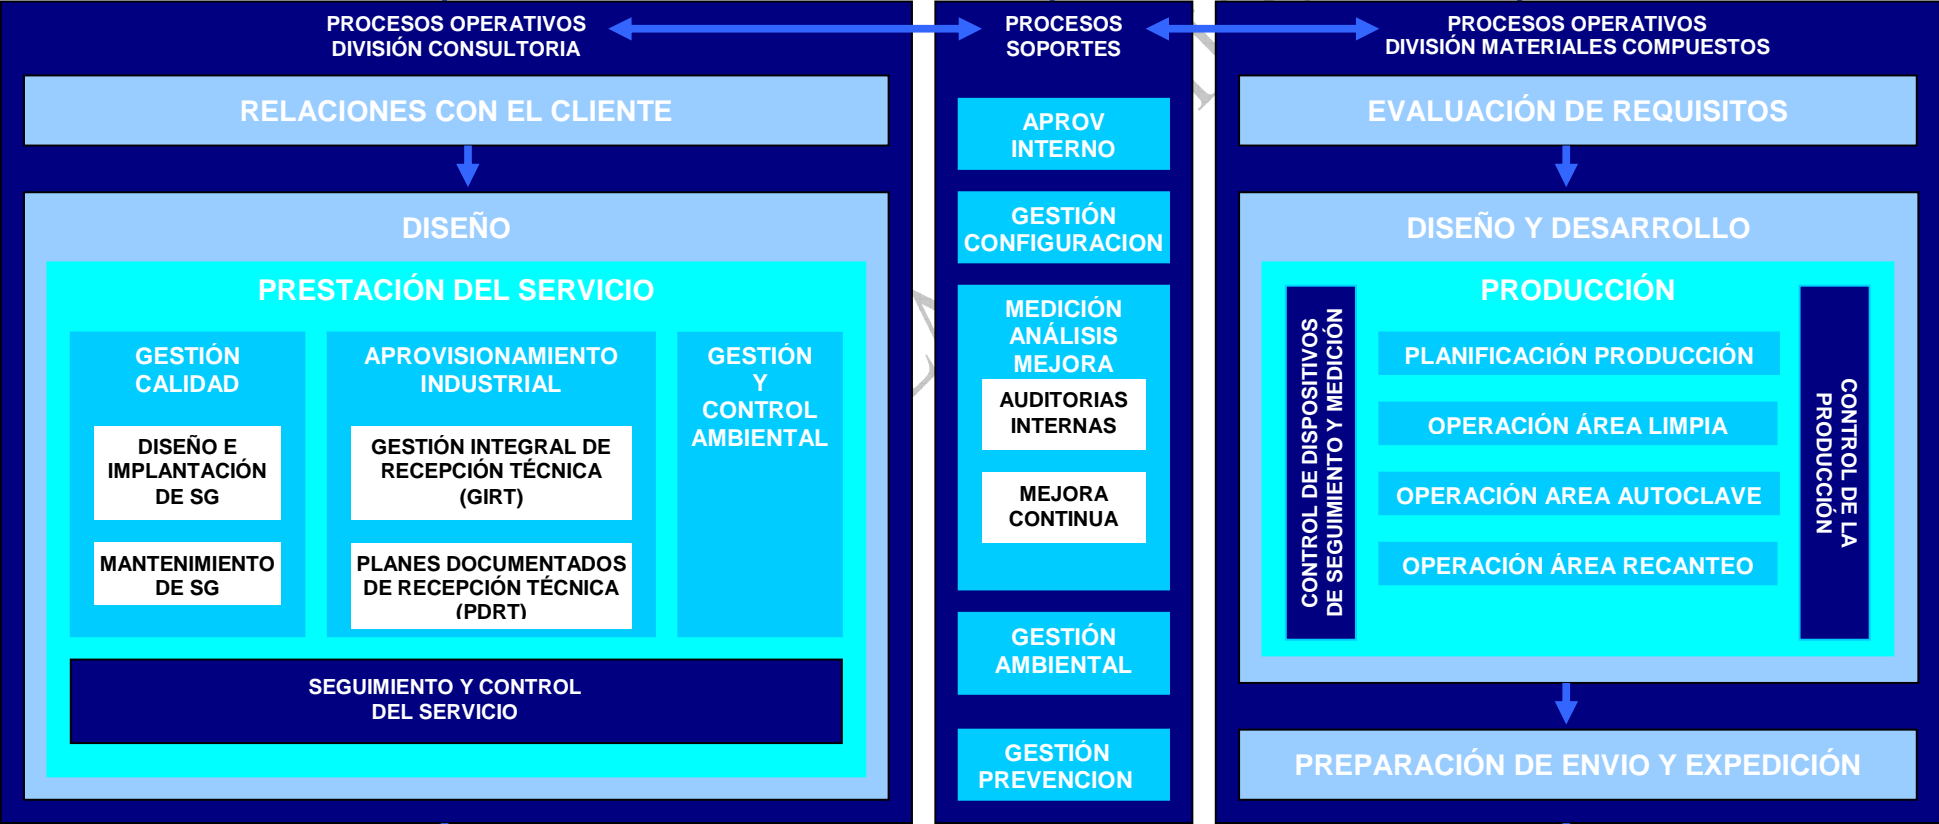 PROCESOS OPERATIVOS
DIVISIÓN CONSULTORIA
RELACIONES CON EL CLIENTE
DISEÑO
PRESTACIÓN DEL SERVICIO
GESTIÓN
CALIDAD
DISEÑO E
IMPLANTACIÓN
DE SG
MANTENIMIENTO
DE SG
APROVISIONAMIENTO
INDUSTRIAL
GESTIÓN INTEGRAL DE
RECEPCIÓN TÉCNICA
(GIRT)
PLANES DOCUMENTADOS
DE RECEPCIÓN TÉCNICA
(PDRT)
GESTIÓN
Y
CONTROL
AMBIENTAL
SEGUIMIENTO Y CONTROL
DEL SERVICIO
PROCESOS
SOPORTES
APROV
INTERNO
GESTIÓN
CONFIGURACION
MEDICIÓN
ANÁLISIS
MEJORA
AUDITORIAS
INTERNAS
MEJORA
CONTINUA
GESTIÓN
AMBIENTAL
GESTIÓN
PREVENCION
PROCESOS OPERATIVOS
DIVISIÓN MATERIALES COMPUESTOS
EVALUACIÓN DE REQUISITOS
DISEÑO Y DESARROLLO
PRODUCCIÓN
CONTROL DE DISPOSITIVOS
DE SEGUIMIENTO Y MEDICIÓN
PLANIFICACIÓN PRODUCCIÓN
OPERACIÓN ÁREA LIMPIA
OPERACIÓN AREA AUTOCLAVE
OPERACIÓN ÁREA RECANTEO
CONTROL DE LA
PRODUCCIÓN
PREPARACIÓN DE ENVIO Y EXPEDICIÓN